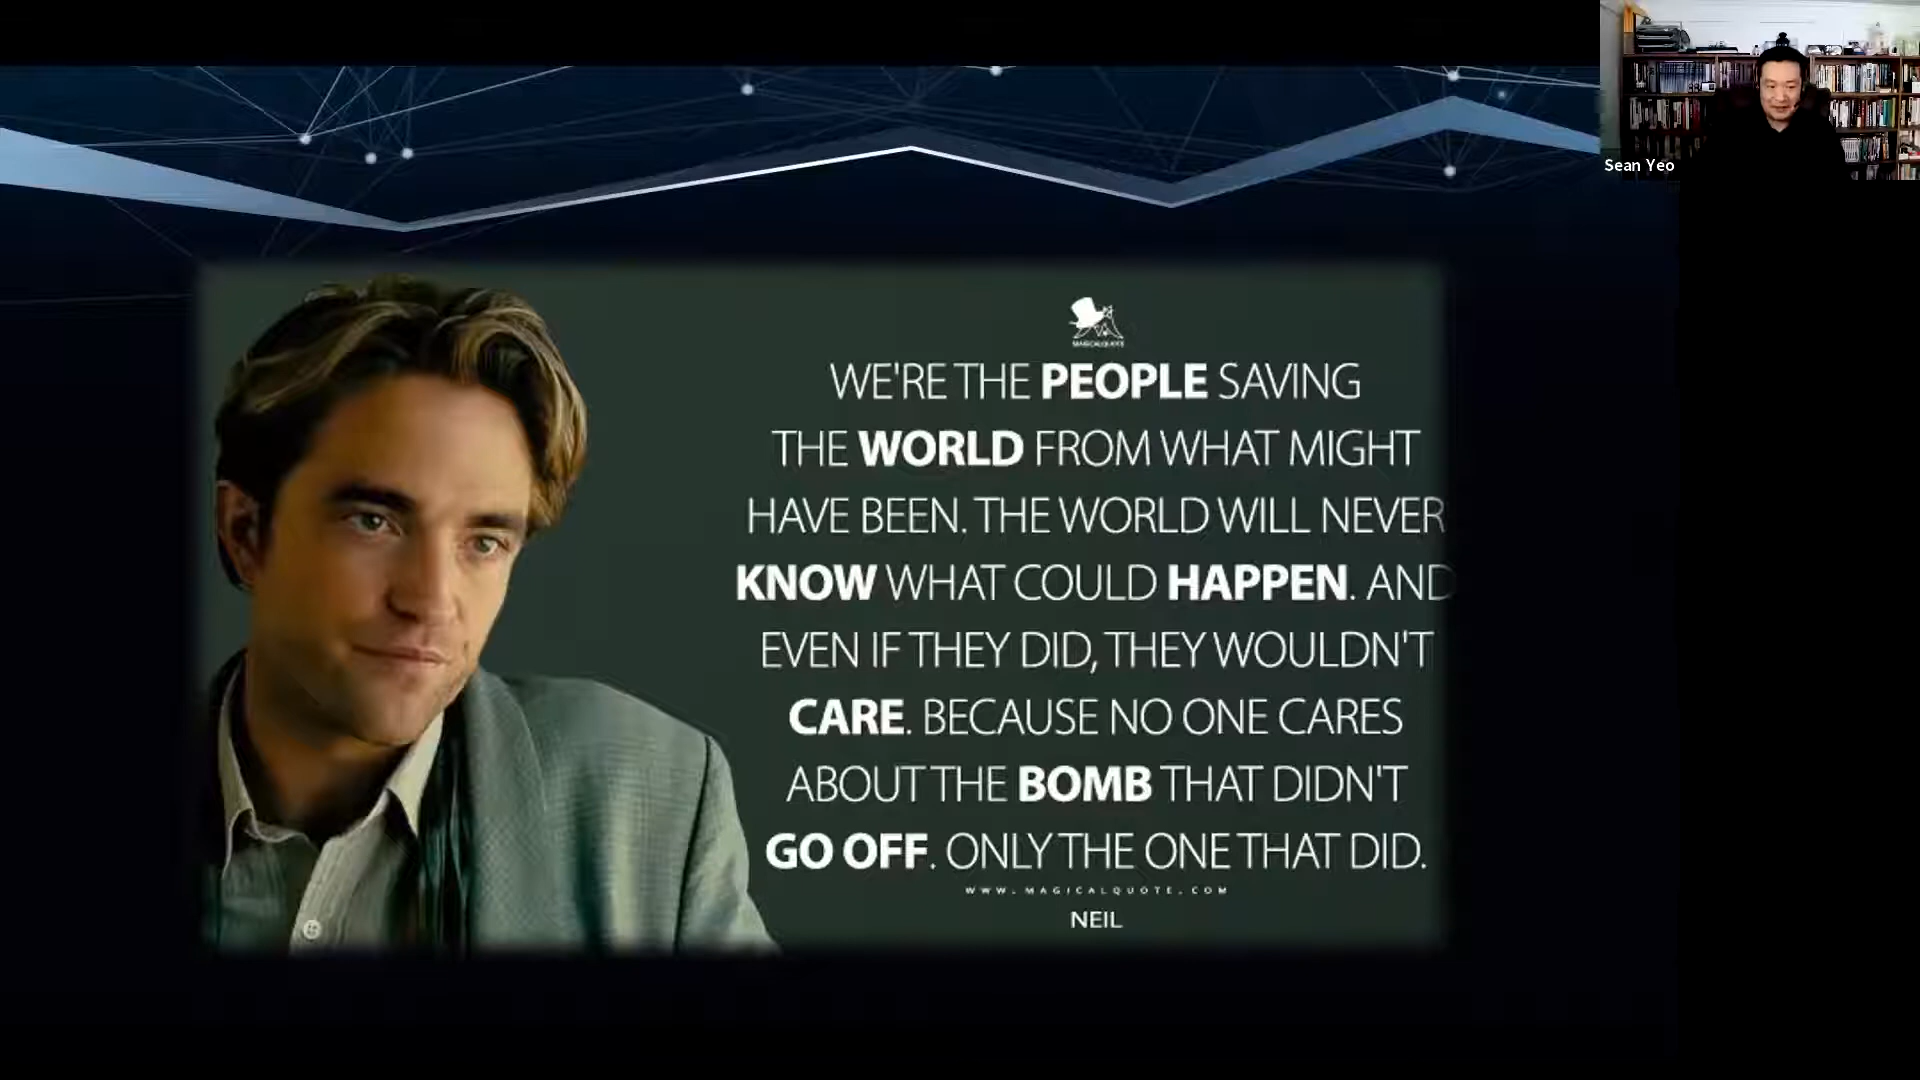 Sean Yeo
MAGICALQUOTE
WE'RE THE PEOPLE SAVING
THE WORLD FROM WHAT MIGHT
HAVE BEEN. THE WORLD WILL NEVER
KNOW WHAT COULD HAPPEN. AND
EVEN IF THEY DID, THEY WOULDN'T
CARE. BECAUSE NO ONE CARES
ABOUT THE BOMB THAT DIDN'T
GO OFF. ONLY THE ONE THAT DID.
WWW.MAGICALQUOTE.COM
NEIL